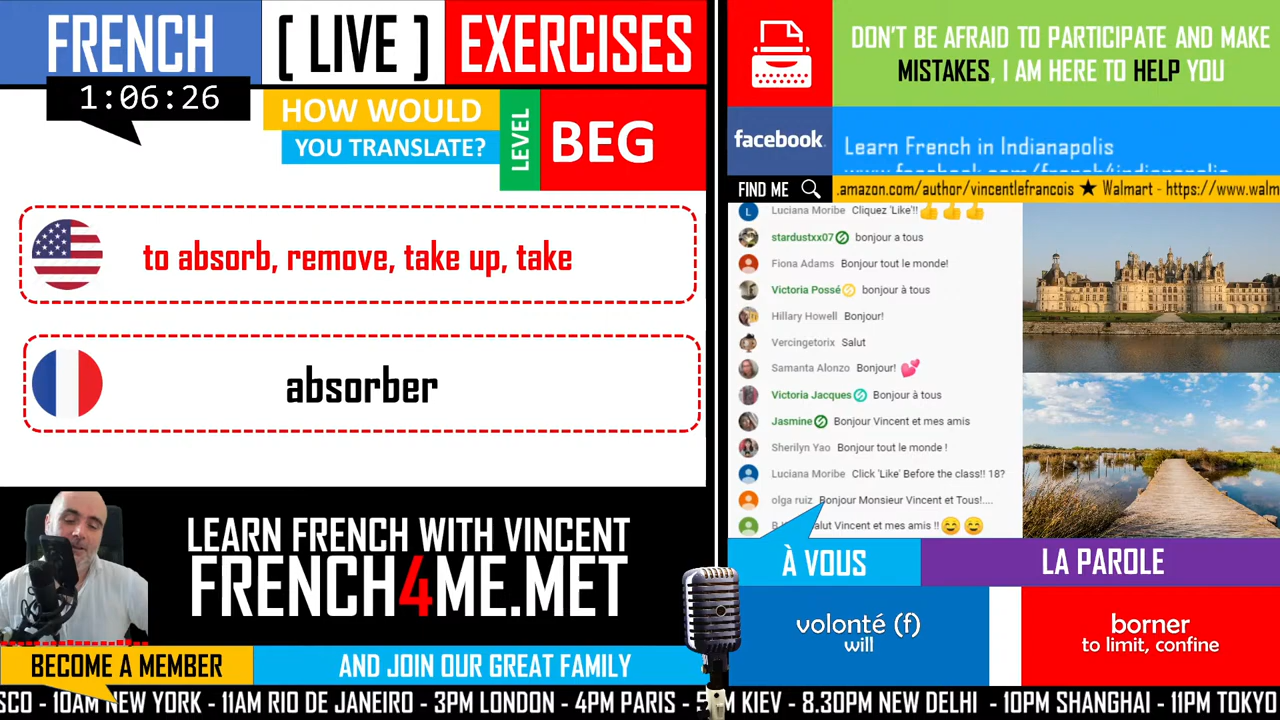 FRENCH
[ LIVE ]
EXERCISES
1:06:26
HOW WOULD
YOU TRANSLATE?
LEVEL
BEG
to absorb, remove, take up, take
absorber
LEARN FRENCH WITH VINCENT
FRENCH4ME.MET
BECOME A MEMBER
AND JOIN OUR GREAT FAMILY
DON'T BE AFRAID TO PARTICIPATE AND MAKE
MISTAKES, I AM HERE TO HELP YOU
facebook
Learn French in Indianapolis
FIND ME
.amazon.com/author/vincentlefrancois ★ Walmart - https://www.walm
Luciana Moribe Cliquez 'Like'!! 👍👍👍
stardustxx07 bonjour a tous
Fiona Adams Bonjour tout le monde!
Victoria Possé bonjour à tous
Hillary Howell Bonjour!
Vercingetorix Salut
Samanta Alonzo Bonjour! 💕
Victoria Jacques Bonjour à tous
Jasmine Bonjour Vincent et mes amis
Sherilyn Yao Bonjour tout le monde !
Luciana Moribe Click 'Like' Before the class!! 18?
olga ruiz Bonjour Monsieur Vincent et Tous!....
Vincent et mes amis !! 😊 😊
À VOUS
LA PAROLE
volonté (f)
will
borner
to limit, confine
SCO - 10AM NEW YORK - 11AM RIO DE JANEIRO - 3PM LONDON - 4PM PARIS - KIEV - 8.30PM NEW DELHI - 10PM SHANGHAI - 11PM TOKYO